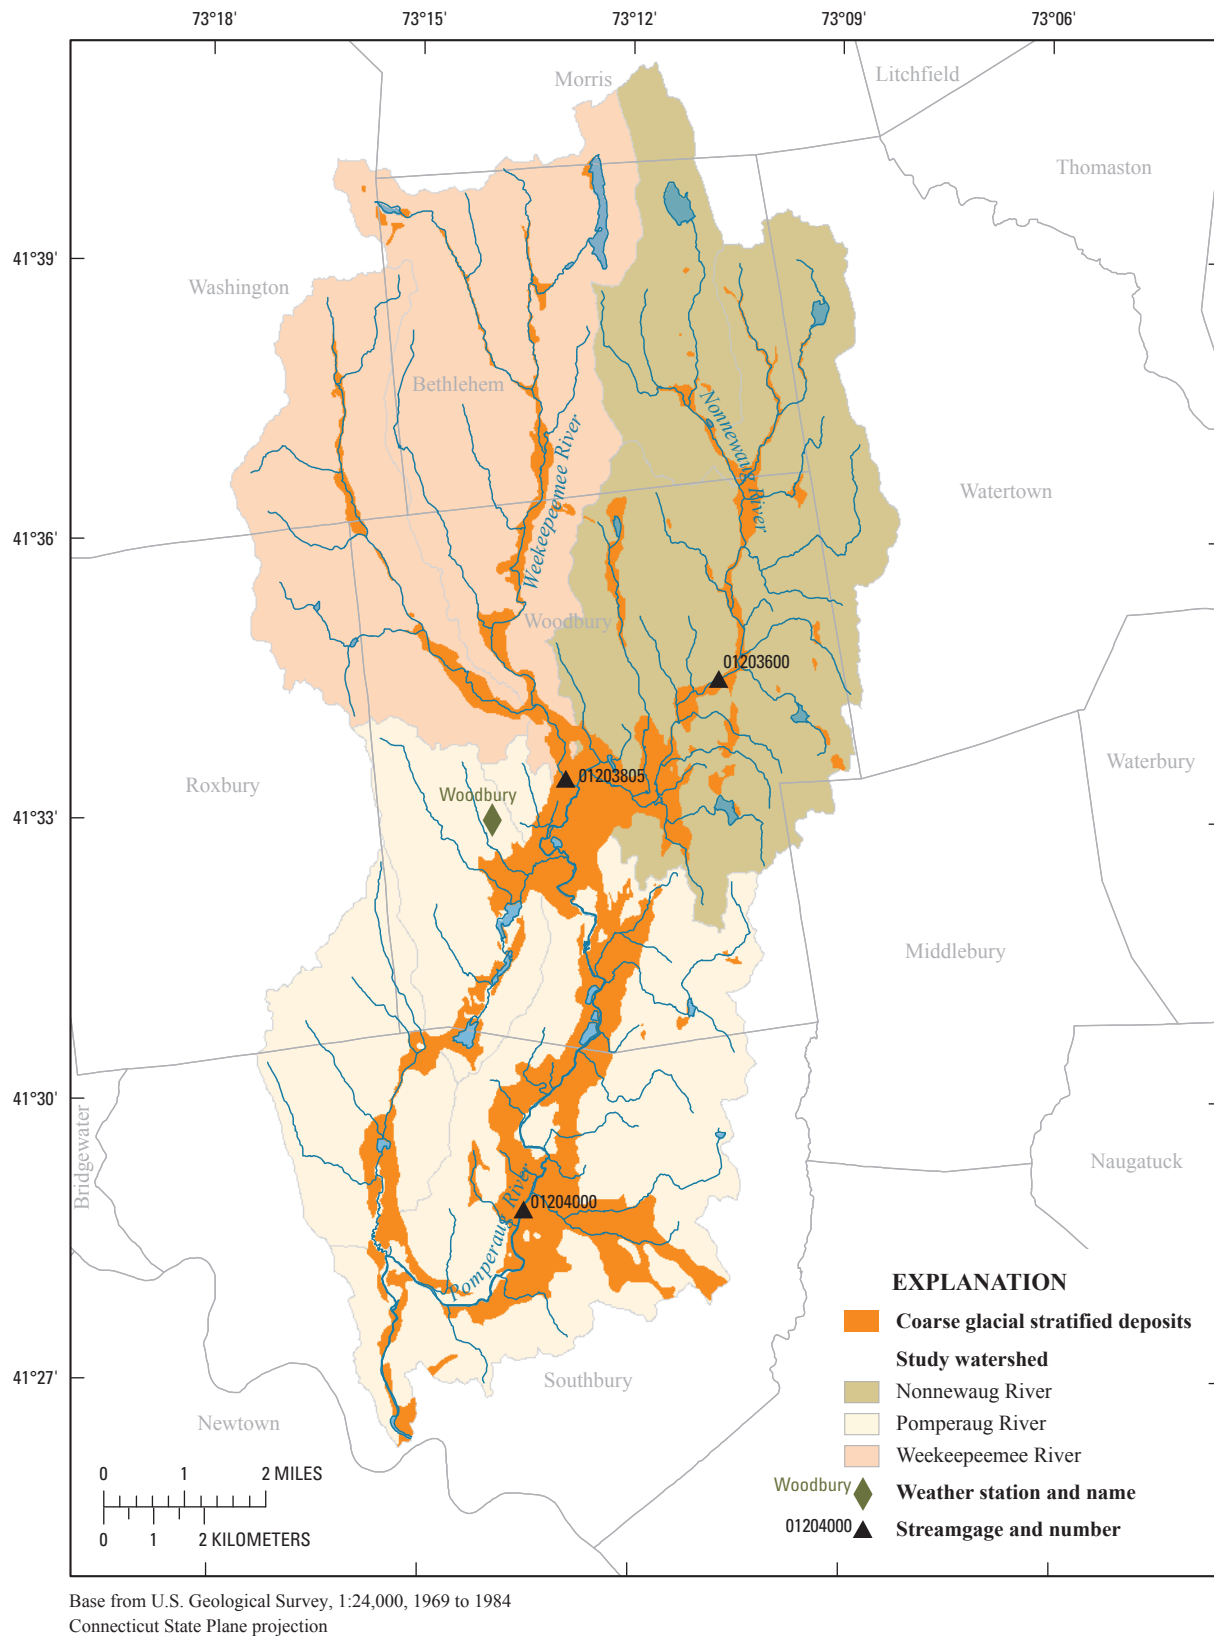 73°18'
73°15'
73°12'
73°09'
73°06'
Morris
Litchfield
Thomaston
41°39'
Washington
Bethlehem
Nonnewaug River
Weekeepeemee River
Watertown
41°36'
Woodbury
01203600
Waterbury
Roxbury
01203805
Woodbury
41°33'
Middlebury
41°30'
Bridgewater
Naugatuck
01204000
Pomperaug River
EXPLANATION
Coarse glacial stratified deposits
Study watershed
41°27'
Southbury
Nonnewaug River
Newtown
Pomperaug River
Weekeepeemee River
0 1 2 MILES
Woodbury Weather station and name
01204000 Streamgage and number
0 1 2 KILOMETERS
Base from U.S. Geological Survey, 1:24,000, 1969 to 1984
Connecticut State Plane projection